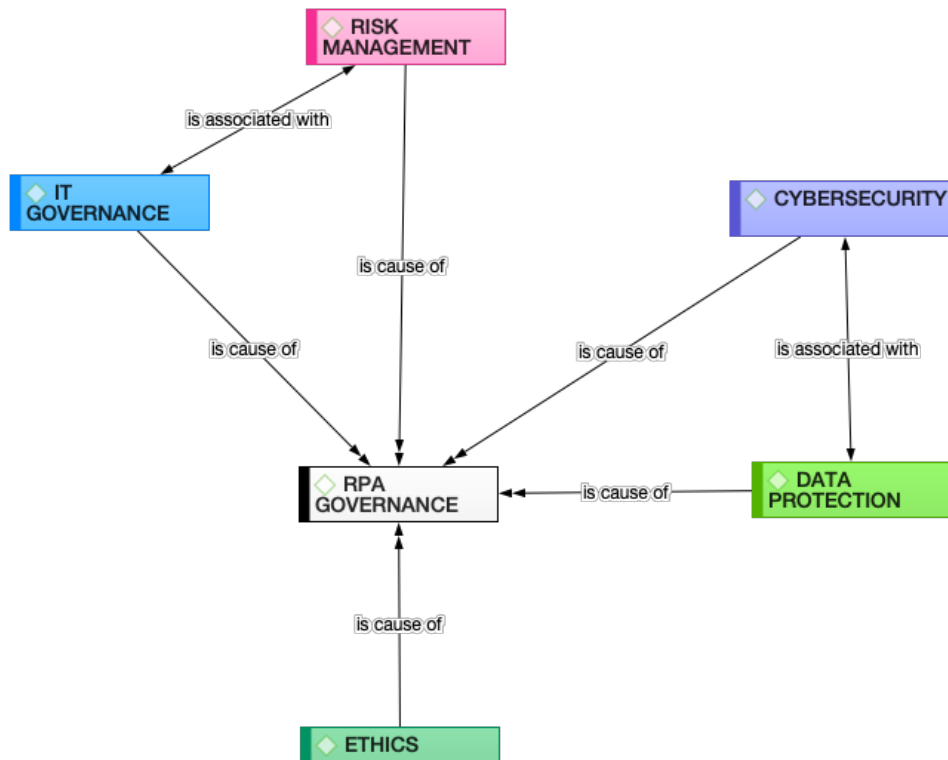 RISK
MANAGEMENT
is associated with
IT
GOVERNANCE
CYBERSECURITY
is cause of
is cause of
is cause of
is associated with
RPA
GOVERNANCE
is cause of
DATA
PROTECTION
is cause of
ETHICS